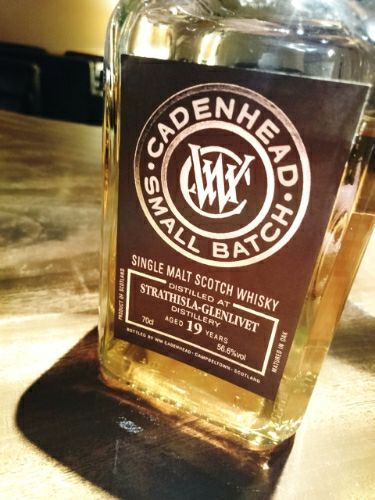 CADENHEAD
SMALL BATCH
WC
SINGLE MALT SCOTCH WHISKY
DISTILLED AT
STRATHISLA-GLENLIVET
DISTILLERY
AGED 19 YEARS
70cl
56.6%vol
PRODUCT OF SCOTLAND
MATURED IN OAK
BOTTLED BY WM CADENHEAD · CAMPBELTOWN · SCOTLAND